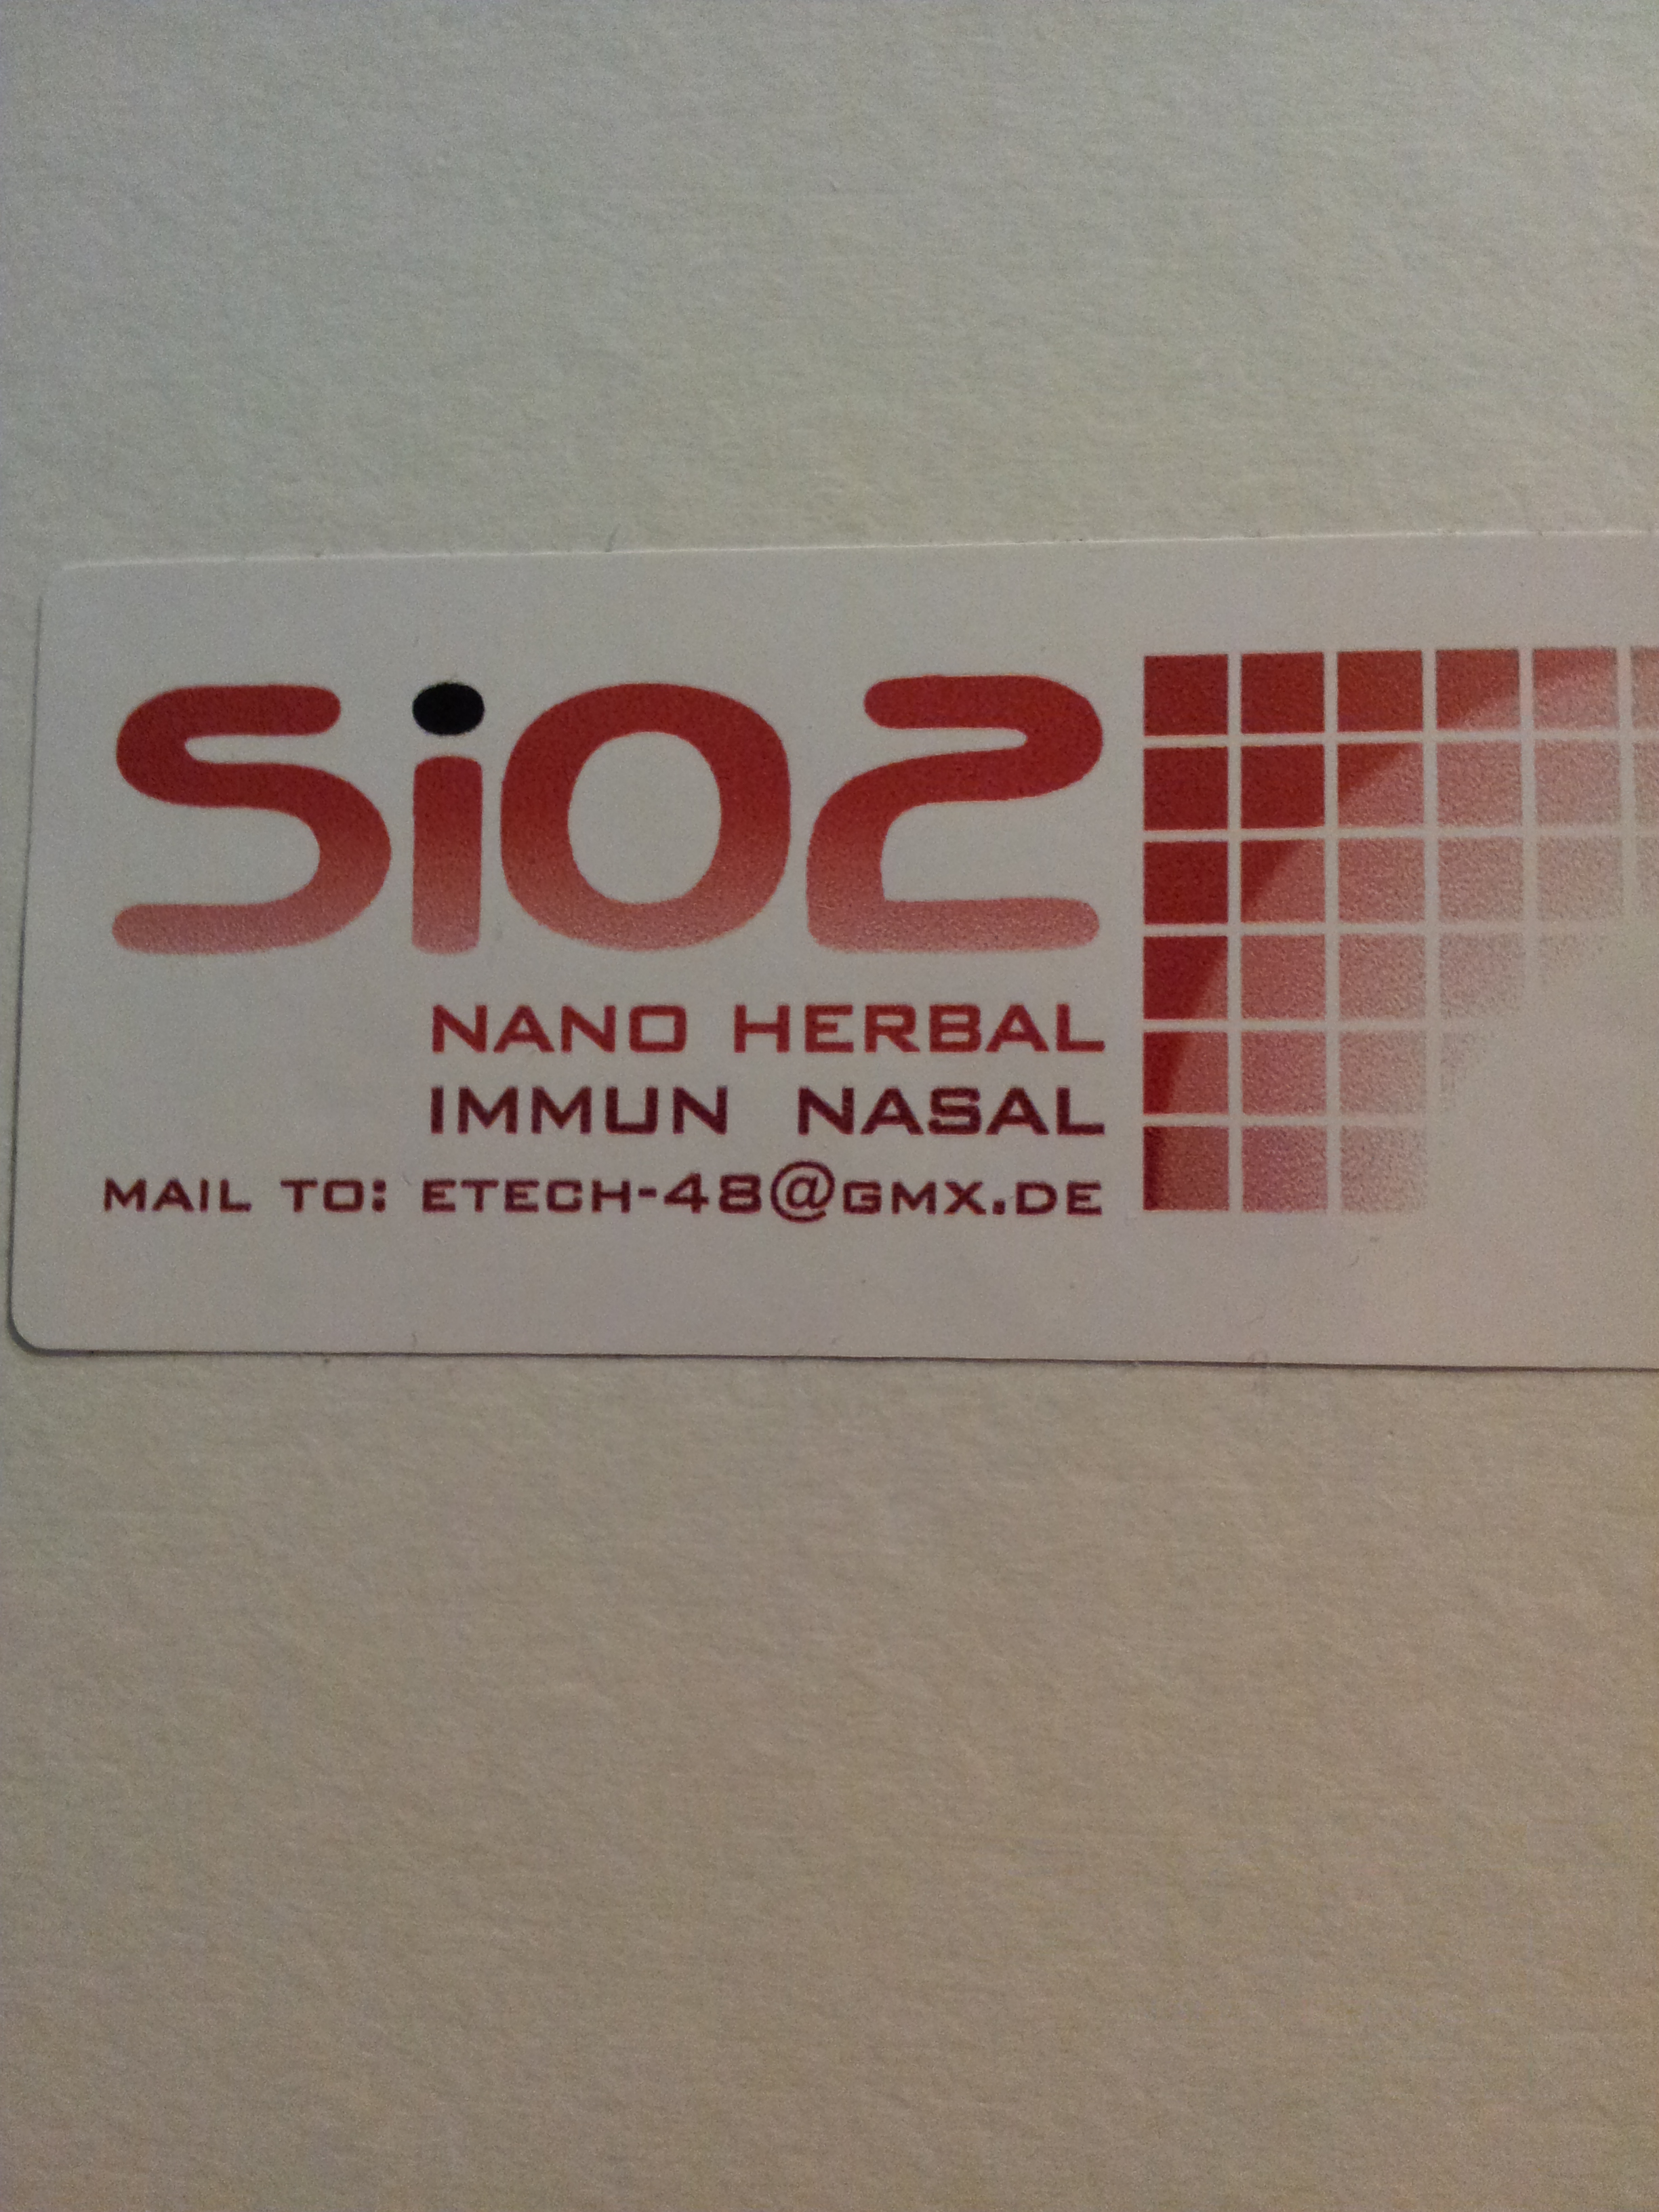 SiO2
NANO HERBAL
IMMUN NASAL
MAIL TO: ETECH-48@GMX.DE